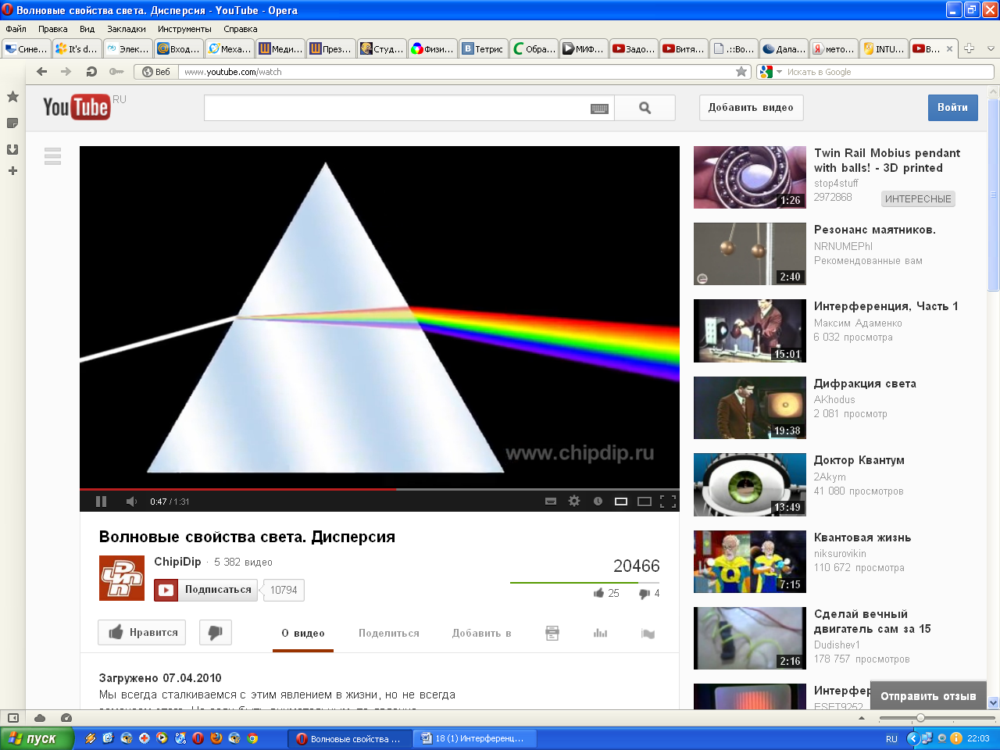 Волновые свойства света. Дисперсия - YouTube - Opera
Файл Правка Вид Закладки Инструменты Справка
Сине... It's d... Элек... Вход... Меха... Меди... През... Студ... Физи... Тетрис Обра... МИФ... Задо... Витя... .::Во... Дала... мето... INTU... В...
Веб www.youtube.com/watch Искать в Google
YouTube RU
Добавить видео
Войти
www.chipdip.ru
0:47 / 1:31
Волновые свойства света. Дисперсия
ChipiDip · 5 382 видео
Подписаться 10794
20466
25 4
Нравится
О видео Поделиться Добавить в
Загружено 07.04.2010
Мы всегда сталкиваемся с этим явлением в жизни, но не всегда
1:26
Twin Rail Mobius pendant
with balls! - 3D printed
stop4stuff
2972868 ИНТЕРЕСНЫЕ
2:40
Резонанс маятников.
NRNUMEPhI
Рекомендованные вам
15:01
Интерференция, Часть 1
Максим Адаменко
6 032 просмотра
19:38
Дифракция света
AKhodus
2 081 просмотр
13:49
Доктор Квантум
2Akym
41 080 просмотров
7:15
Квантовая жизнь
niksurovikin
110 672 просмотра
2:16
Сделай вечный
двигатель сам за 15
Dudishev1
178 757 просмотров
Интерфер
ESET9252
Отправить отзыв
пуск
Волновые свойства ...
18 (1) Интерференц...
RU
22:03